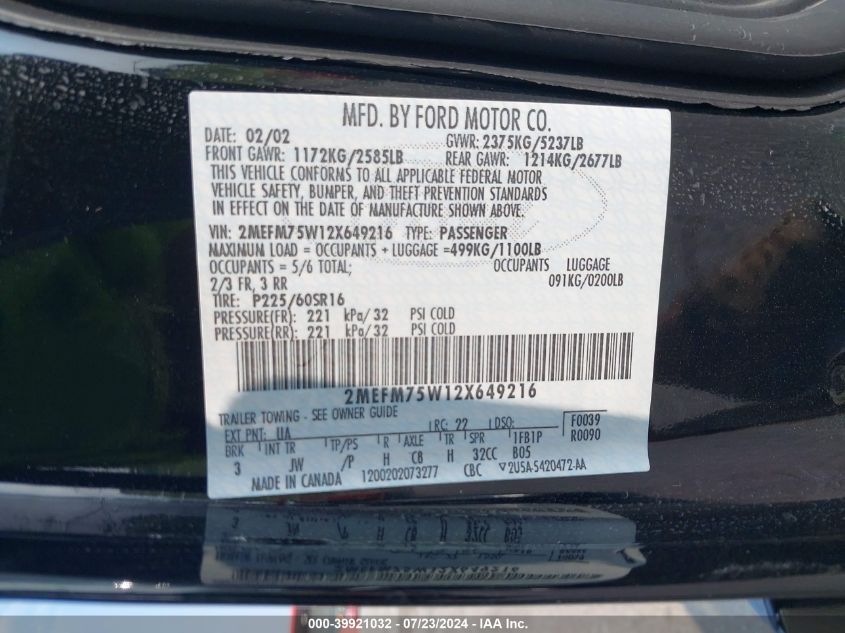 MFD. BY FORD MOTOR CO.
DATE: 02/02 GVWR: 2375KG/5237LB
FRONT GAWR: 1172KG/2585LB REAR GAWR: 1214KG/2677LB
THIS VEHICLE CONFORMS TO ALL APPLICABLE FEDERAL MOTOR
VEHICLE SAFETY, BUMPER, AND THEFT PREVENTION STANDARDS
IN EFFECT ON THE DATE OF MANUFACTURE SHOWN ABOVE.
VIN: 2MEFM75W12X649216 TYPE: PASSENGER
MAXIMUM LOAD = OCCUPANTS + LUGGAGE =499KG/1100LB
OCCUPANTS = 5/6 TOTAL; OCCUPANTS LUGGAGE
2/3 FR, 3 RR 091KG/0200LB
TIRE: P225/60SR16
PRESSURE(FR): 221 kPa/ 32 PSI COLD
PRESSURE(RR): 221 kPa/ 32 PSI COLD
2MEFM75W12X649216
TRAILER TOWING - SEE OWNER GUIDE
EXT PNT: UA RC: 22 DSO: F0039
BRK INT TR TP/PS R AXLE TR SPR 1FB1P R0090
3 JW /P H C8 H 32CC B05
MADE IN CANADA 1200202073277 CBC 2U5A-5420472-AA
000-39921032 - 07/23/2024 - IAA Inc.